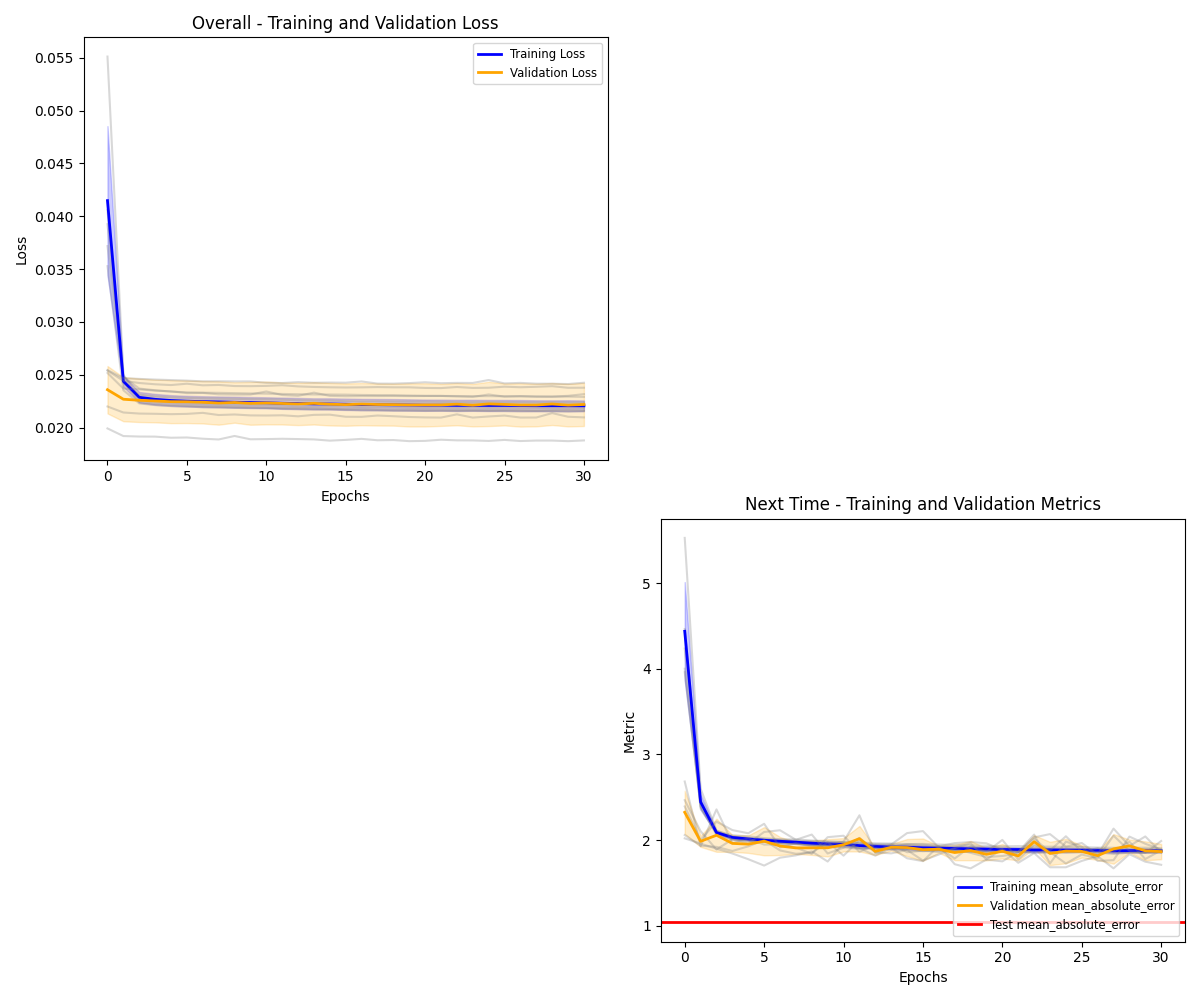 Overall - Training and Validation Loss
Training Loss
Validation Loss
0.055
0.050
0.045
0.040
0.035
0.030
0.025
0.020
Loss
0 5 10 15 20 25 30
Epochs
Next Time - Training and Validation Metrics
5
4
3
2
1
Metric
Training mean_absolute_error
Validation mean_absolute_error
Test mean_absolute_error
0 5 10 15 20 25 30
Epochs